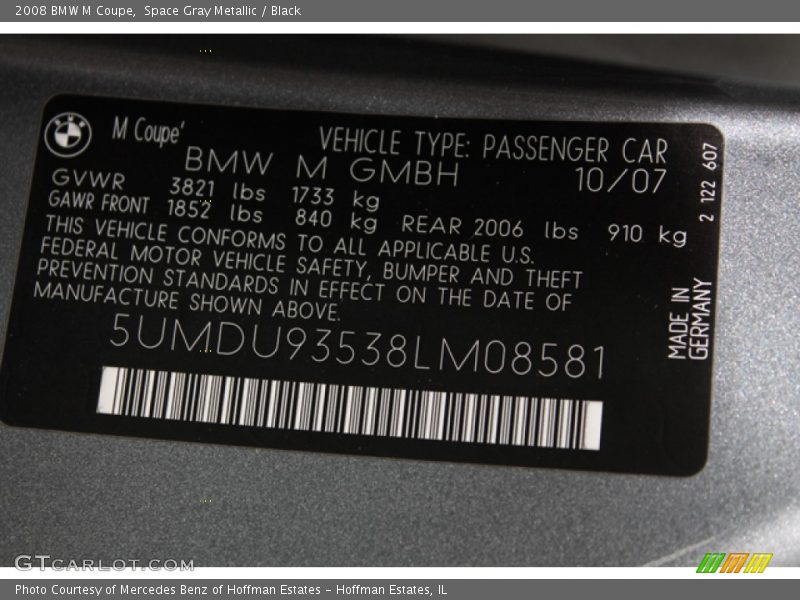 2008 BMW M Coupe, Space Gray Metallic / Black
BMW
M Coupe'
VEHICLE TYPE: PASSENGER CAR
BMW M GMBH
10/07
GVWR 3821 lbs 1733 kg
GAWR FRONT 1852 lbs 840 kg REAR 2006 lbs 910 kg
THIS VEHICLE CONFORMS TO ALL APPLICABLE U.S.
FEDERAL MOTOR VEHICLE SAFETY, BUMPER AND THEFT
PREVENTION STANDARDS IN EFFECT ON THE DATE OF
MANUFACTURE SHOWN ABOVE.
5UMDU93538LM08581
2 122 607
MADE IN
GERMANY
GTCARLOT.COM
Photo Courtesy of Mercedes Benz of Hoffman Estates - Hoffman Estates, IL